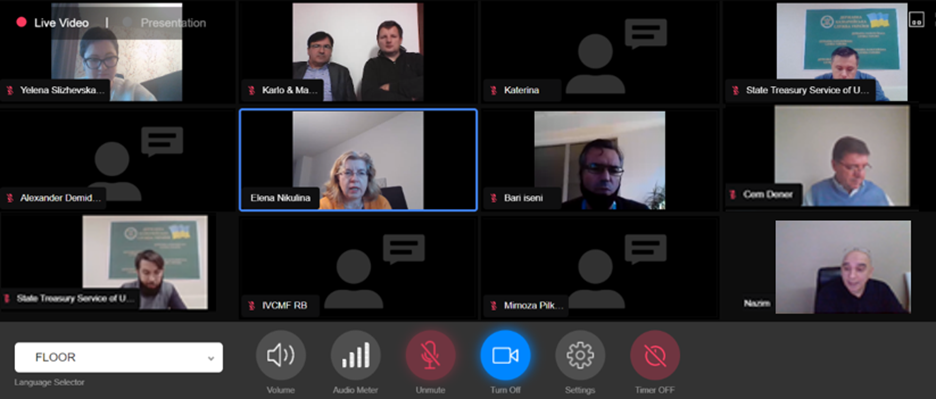 Live Video | Presentation
Yelena Slizhevska...
Karlo & Ma...
Katerina
State Treasury Service of U...
Alexander Demid...
Elena Nikulina
Bari iseni
Cem Dener
State Treasury Service of U...
IVCMF RB
Mimoza Pilk...
Nazim
FLOOR
Language Selector
Volume
Audio Meter
Unmute
Turn Off
Settings
Timer OFF